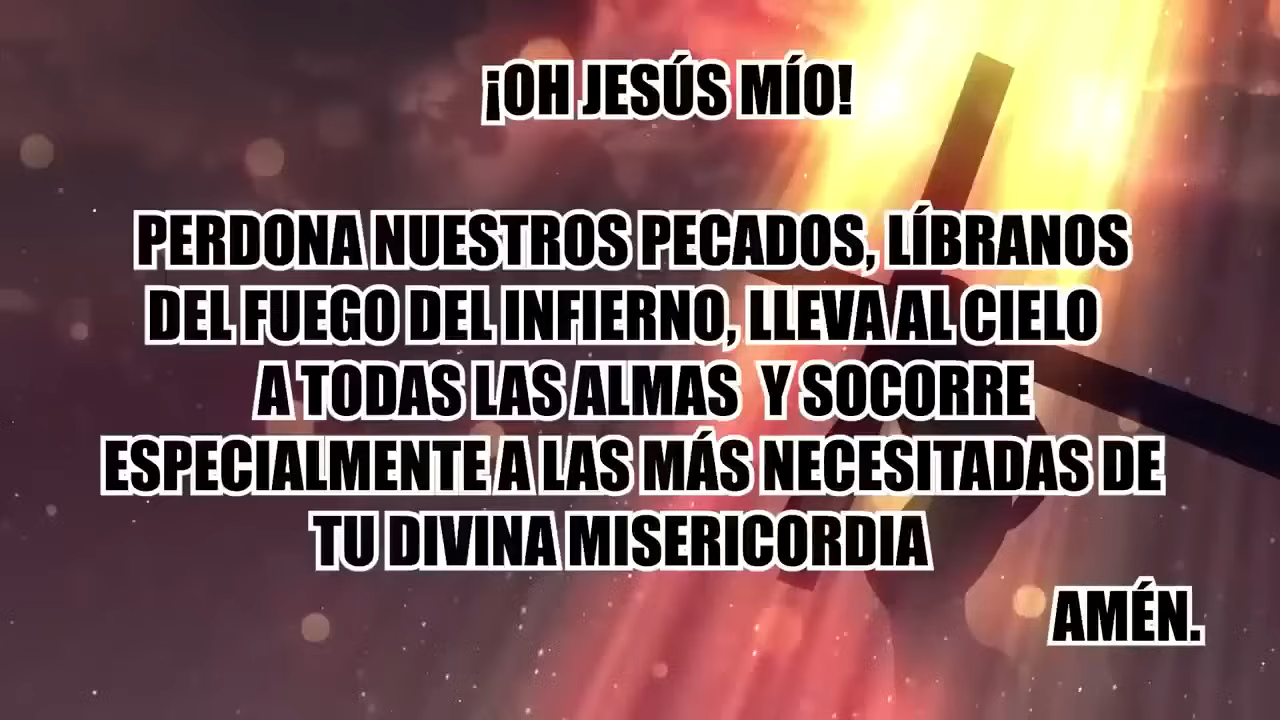 ¡OH JESÚS MÍO!
PERDONA NUESTROS PECADOS, LÍBRANOS
DEL FUEGO DEL INFIERNO, LLEVA AL CIELO
A TODAS LAS ALMAS Y SOCORRE
ESPECIALMENTE A LAS MÁS NECESITADAS DE
TU DIVINA MISERICORDIA
AMÉN.